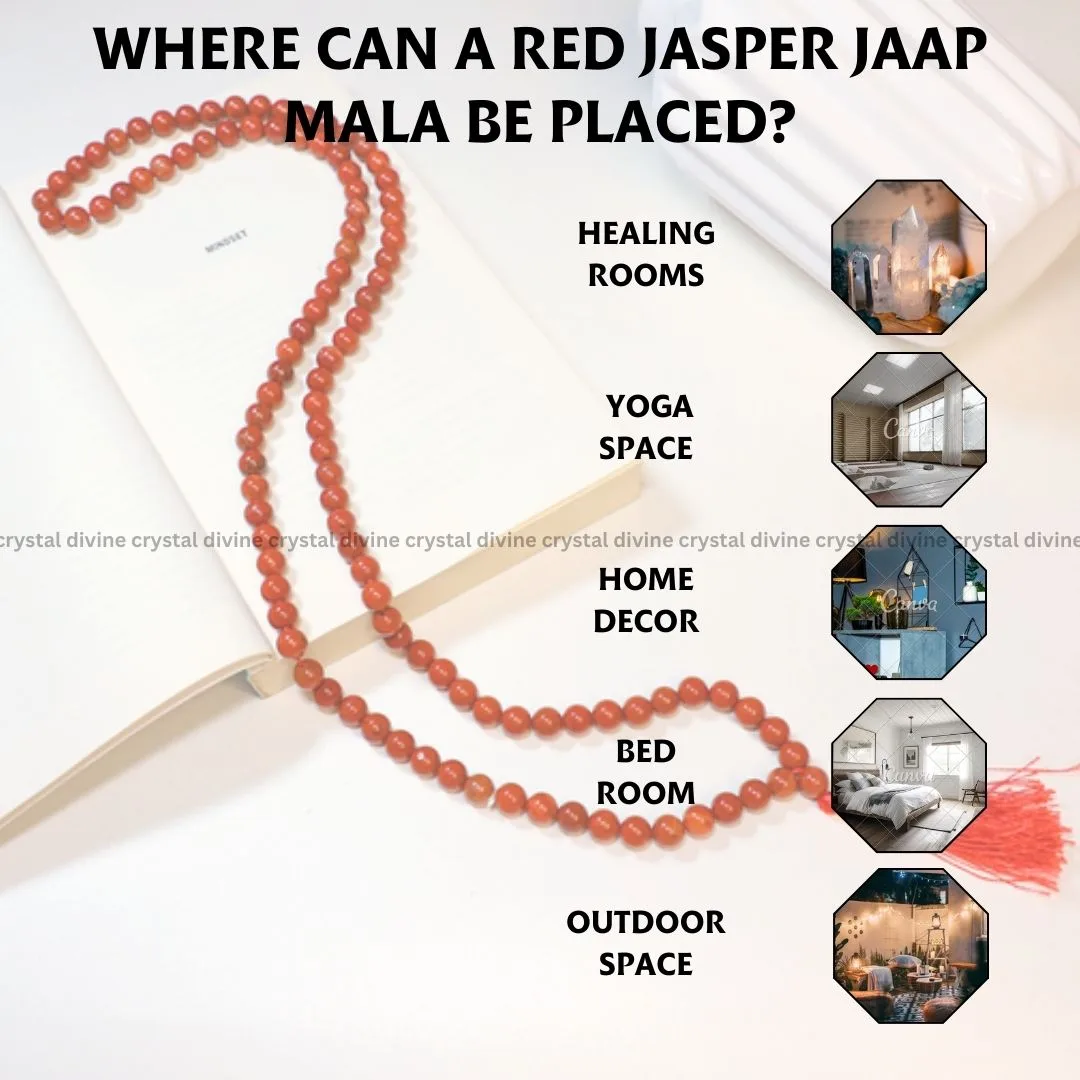 WHERE CAN A RED JASPER JAAP
MALA BE PLACED?
MINDSET
HEALING
ROOMS
YOGA
SPACE
Canva
crystal divine crystal divine crystal divine crystal divine crystal divine crystal divine crystal divine crystal divine
HOME
DECOR
Canva
BED
ROOM
Canva
OUTDOOR
SPACE